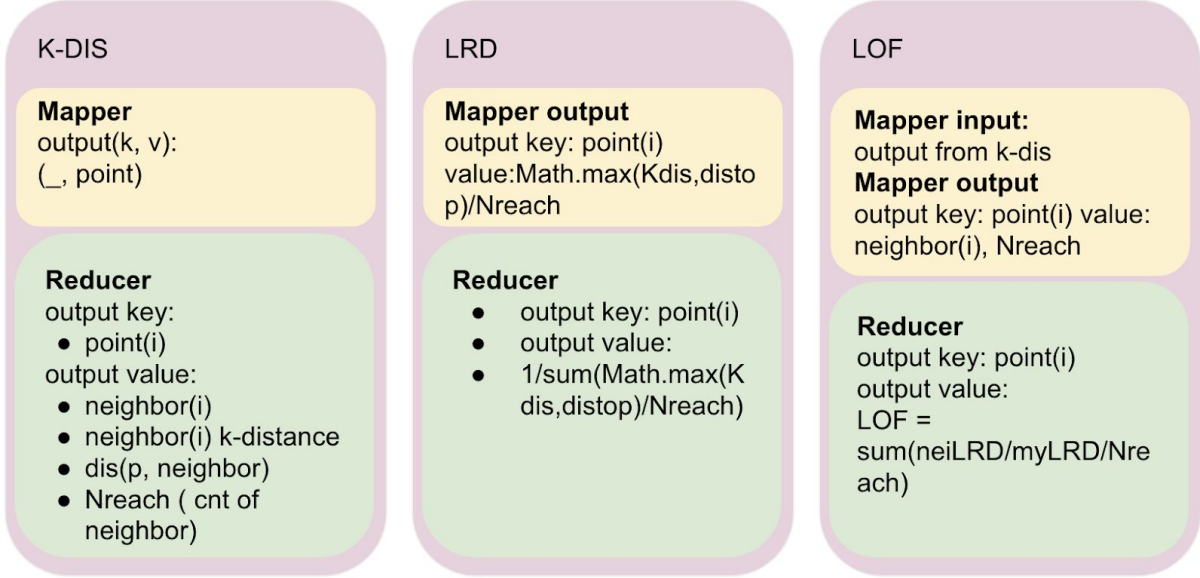 K-DIS
Mapper
output(k, v):
(_, point)
Reducer
output key:
● point(i)
output value:
● neighbor(i)
● neighbor(i) k-distance
● dis(p, neighbor)
● Nreach ( cnt of
neighbor)
LRD
Mapper output
output key: point(i)
value:Math.max(Kdis,disto
p)/Nreach
Reducer
● output key: point(i)
● output value:
● 1/sum(Math.max(K
dis,distop)/Nreach)
LOF
Mapper input:
output from k-dis
Mapper output
output key: point(i) value:
neighbor(i), Nreach
Reducer
output key: point(i)
output value:
LOF =
sum(neiLRD/myLRD/Nre
ach)